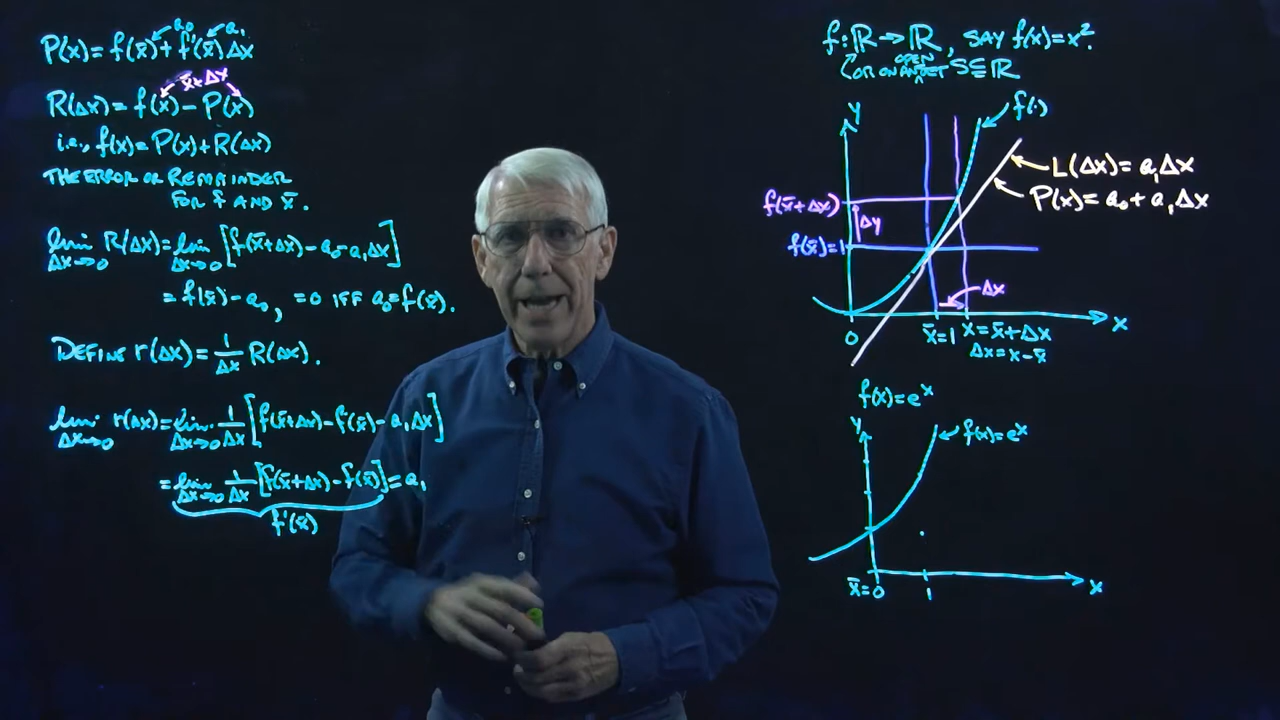 a₀ a₁
P(x) = f(x̄) + f'(x̄) Δx
x̄ + Δx
R(Δx) = f(x) − P(x)
i.e., f(x) = P(x) + R(Δx)
THE ERROR OR REMAINDER
FOR f AND x̄.
lim Δx→0 R(Δx) = lim Δx→0 [f(x̄+Δx) − a₀ − a₁Δx]
= f(x̄) − a₀, = 0 IFF a₀ = f(x̄).
DEFINE r(Δx) = 1/Δx R(Δx).
lim Δx→0 r(Δx) = lim Δx→0 1/Δx [f(x̄+Δx) − f(x̄) − a₁Δx]
= lim Δx→0 1/Δx [f(x̄+Δx) − f(x̄)] = a₁
f'(x̄)
f: ℝ → ℝ, SAY f(x) = x².
OR ON AN OPEN SET S ⊆ ℝ
y
f(·)
L(Δx) = a₁Δx
P(x) = a₀ + a₁Δx
f(x̄+Δx)
Δy
f(x̄) = 1
Δx
x
0
x̄ = 1 x = x̄ + Δx
Δx = x − x̄
f(x) = eˣ
y
f(x) = eˣ
x̄ = 0 1 x